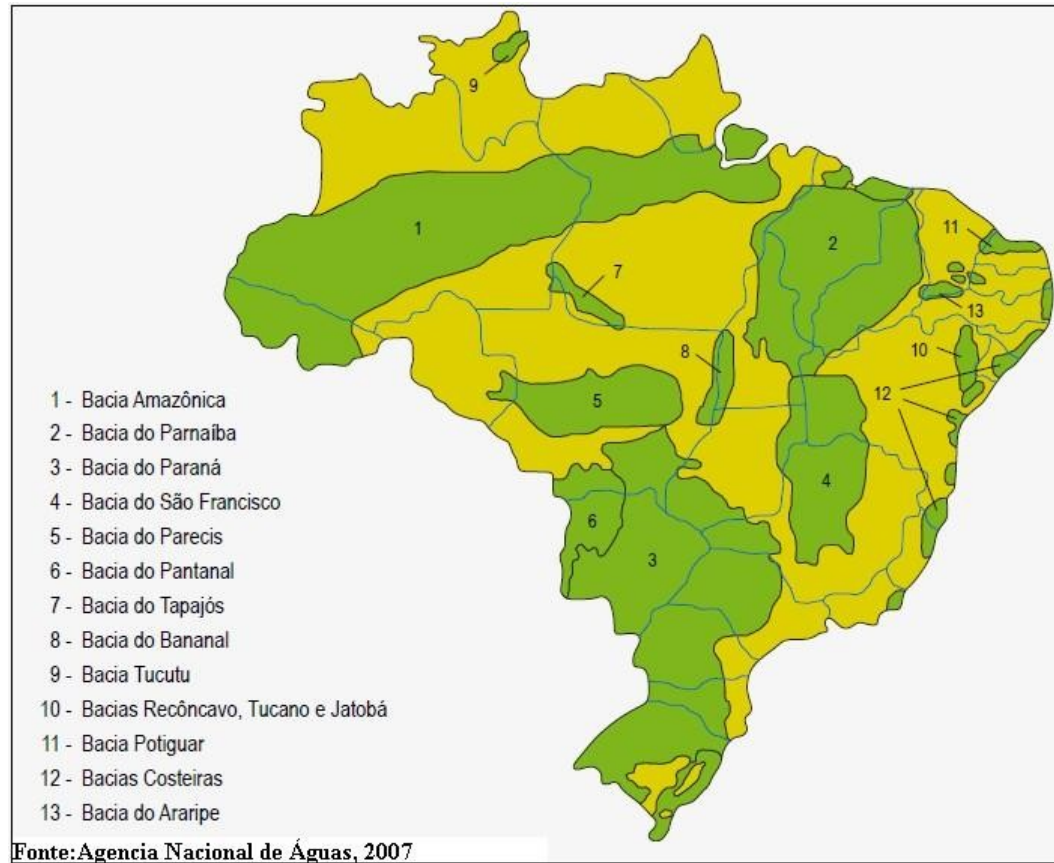 9
1
2
11
7
13
8
10
12
5
4
6
3
1 - Bacia Amazônica
2 - Bacia do Parnaíba
3 - Bacia do Paraná
4 - Bacia do São Francisco
5 - Bacia do Parecis
6 - Bacia do Pantanal
7 - Bacia do Tapajós
8 - Bacia do Bananal
9 - Bacia Tucutu
10 - Bacias Recôncavo, Tucano e Jatobá
11 - Bacia Potiguar
12 - Bacias Costeiras
13 - Bacia do Araripe
Fonte:Agencia Nacional de Águas, 2007